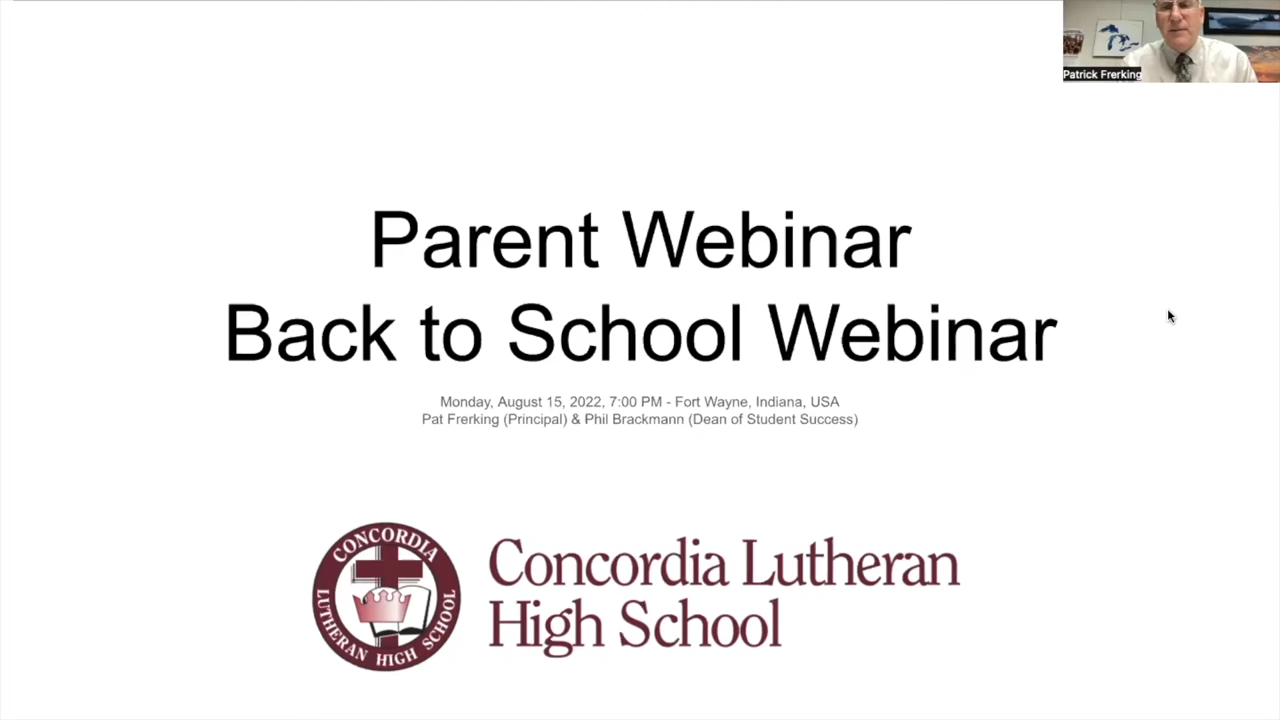 Patrick Frerking
Parent Webinar
Back to School Webinar
Monday, August 15, 2022, 7:00 PM - Fort Wayne, Indiana, USA
Pat Frerking (Principal) & Phil Brackmann (Dean of Student Success)
CONCORDIA
LUTHERAN HIGH SCHOOL
Concordia Lutheran
High School